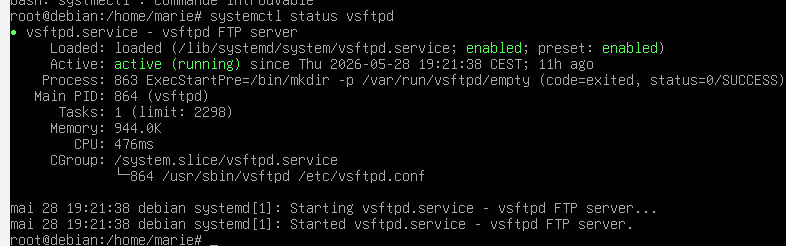 bash: systmectl : commande introuvable
root@debian:/home/marie# systemctl status vsftpd
● vsftpd.service - vsftpd FTP server
Loaded: loaded (/lib/systemd/system/vsftpd.service; enabled; preset: enabled)
Active: active (running) since Thu 2026-05-28 19:21:38 CEST; 11h ago
Process: 863 ExecStartPre=/bin/mkdir -p /var/run/vsftpd/empty (code=exited, status=0/SUCCESS)
Main PID: 864 (vsftpd)
Tasks: 1 (limit: 2298)
Memory: 944.0K
CPU: 476ms
CGroup: /system.slice/vsftpd.service
└─864 /usr/sbin/vsftpd /etc/vsftpd.conf
mai 28 19:21:38 debian systemd[1]: Starting vsftpd.service - vsftpd FTP server...
mai 28 19:21:38 debian systemd[1]: Started vsftpd.service - vsftpd FTP server.
root@debian:/home/marie# _